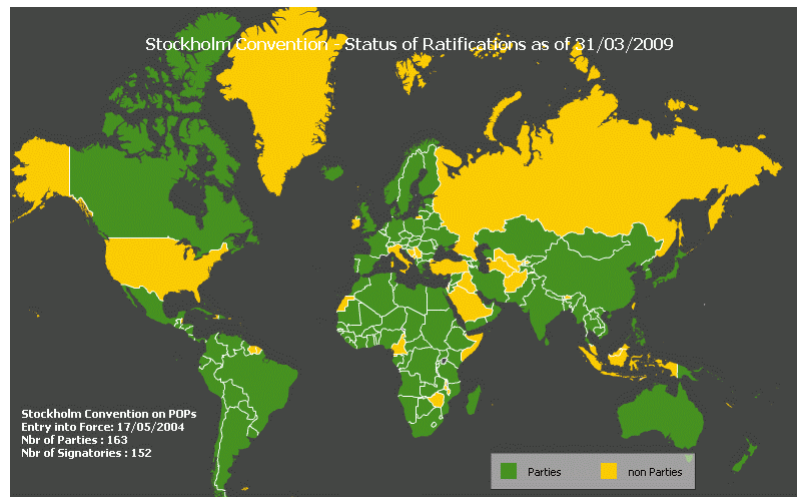 Stockholm Convention - Status of Ratifications as of 31/03/2009
Stockholm Convention on POPs
Entry into Force: 17/05/2004
Nbr of Parties : 163
Nbr of Signatories : 152
Parties
non Parties